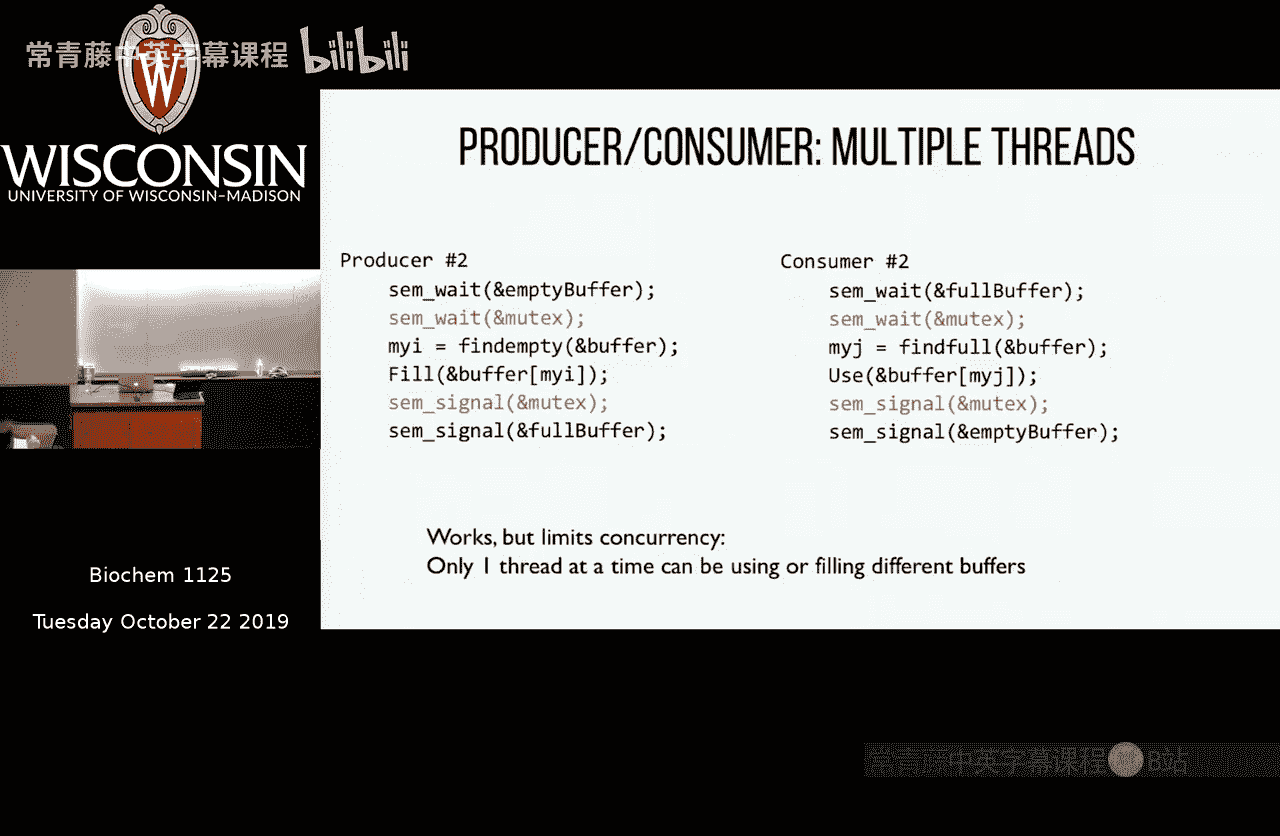 常青藤中英字幕课程 bilibili
W
WISCONSIN
UNIVERSITY OF WISCONSIN-MADISON
PRODUCER/CONSUMER: MULTIPLE THREADS
Producer #2
sem_wait(&emptyBuffer);
sem_wait(&mutex);
myi = findempty(&buffer);
Fill(&buffer[myi]);
sem_signal(&mutex);
sem_signal(&fullBuffer);
Consumer #2
sem_wait(&fullBuffer);
sem_wait(&mutex);
myj = findfull(&buffer);
Use(&buffer[myj]);
sem_signal(&mutex);
sem_signal(&emptyBuffer);
Works, but limits concurrency:
Only 1 thread at a time can be using or filling different buffers
Biochem 1125
Tuesday October 22 2019
常青藤中英字幕课程 B站